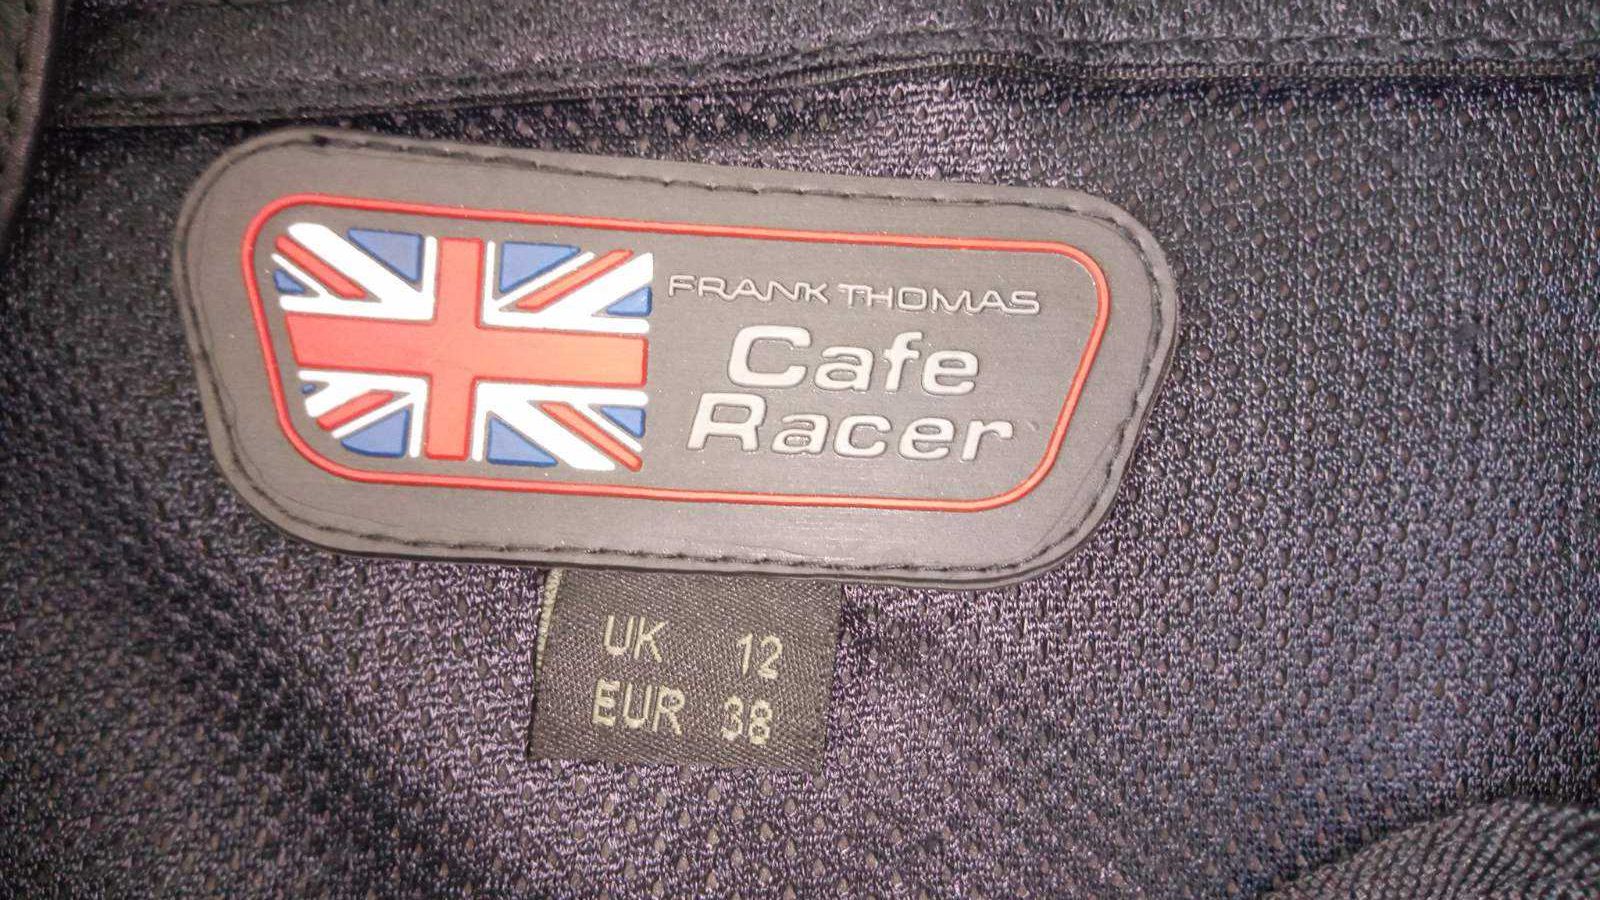 FRANK THOMAS
Cafe
Racer
UK 12
EUR 38